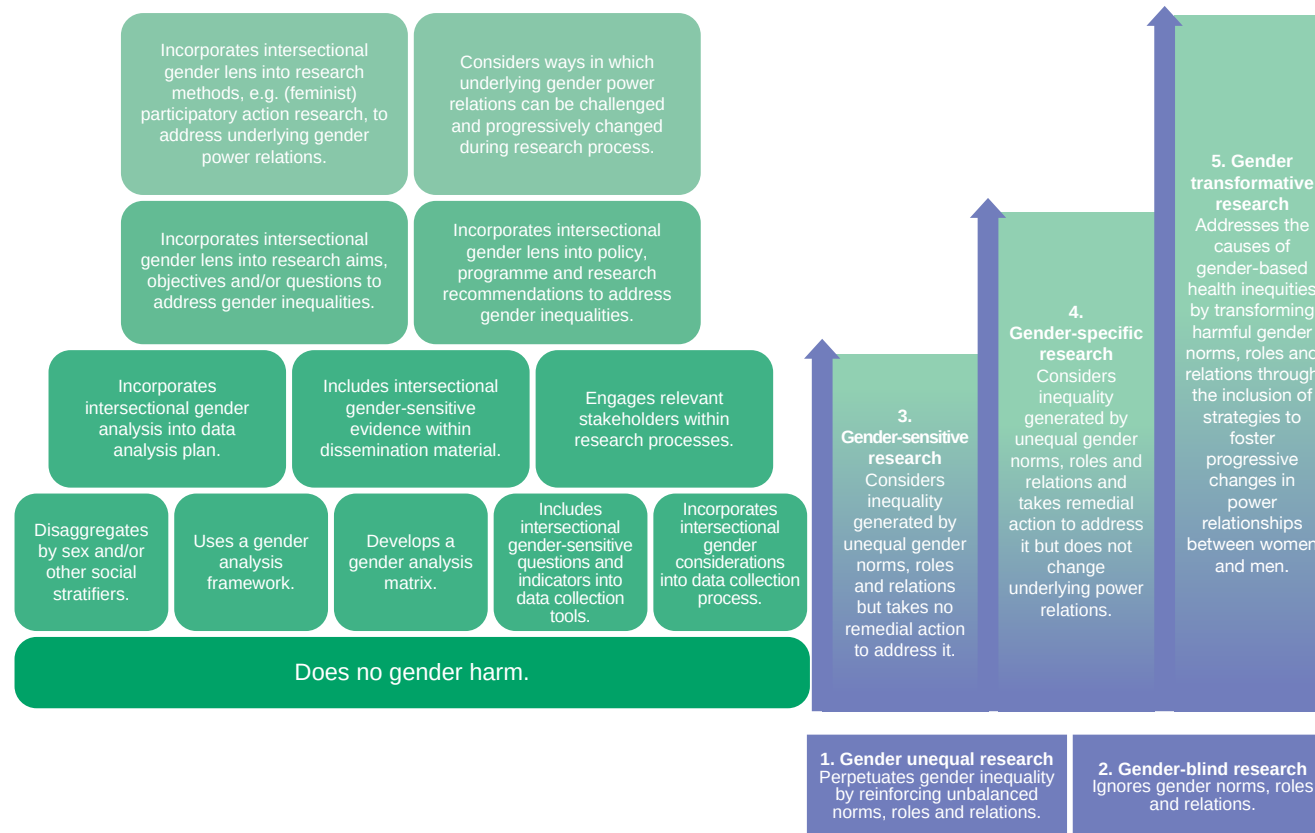 Incorporates intersectional
gender lens into research
methods, e.g. (feminist)
participatory action research, to
address underlying gender
power relations.
Considers ways in which
underlying gender power
relations can be challenged
and progressively changed
during research process.
Incorporates intersectional
gender lens into research aims,
objectives and/or questions to
address gender inequalities.
Incorporates intersectional
gender lens into policy,
programme and research
recommendations to address
gender inequalities.
Incorporates
intersectional gender
analysis into data
analysis plan.
Includes intersectional
gender-sensitive
evidence within
dissemination material.
Engages relevant
stakeholders within
research processes.
Disaggregates
by sex and/or
other social
stratifiers.
Uses a gender
analysis
framework.
Develops a
gender analysis
matrix.
Includes
intersectional
gender-sensitive
questions and
indicators into
data collection
tools.
Incorporates
intersectional
gender
considerations
into data collection
process.
Does no gender harm.
3.
Gender-sensitive
research
Considers
inequality
generated by
unequal gender
norms, roles
and relations
but takes no
remedial action
to address it.
4.
Gender-specific
research
Considers
inequality
generated by
unequal gender
norms, roles and
relations and
takes remedial
action to address
it but does not
change
underlying power
relations.
5. Gender
transformative
research
Addresses the
causes of
gender-based
health inequities
by transforming
harmful gender
norms, roles and
relations through
the inclusion of
strategies to
foster
progressive
changes in
power
relationships
between women
and men.
1. Gender unequal research
Perpetuates gender inequality
by reinforcing unbalanced
norms, roles and relations.
2. Gender-blind research
Ignores gender norms, roles
and relations.